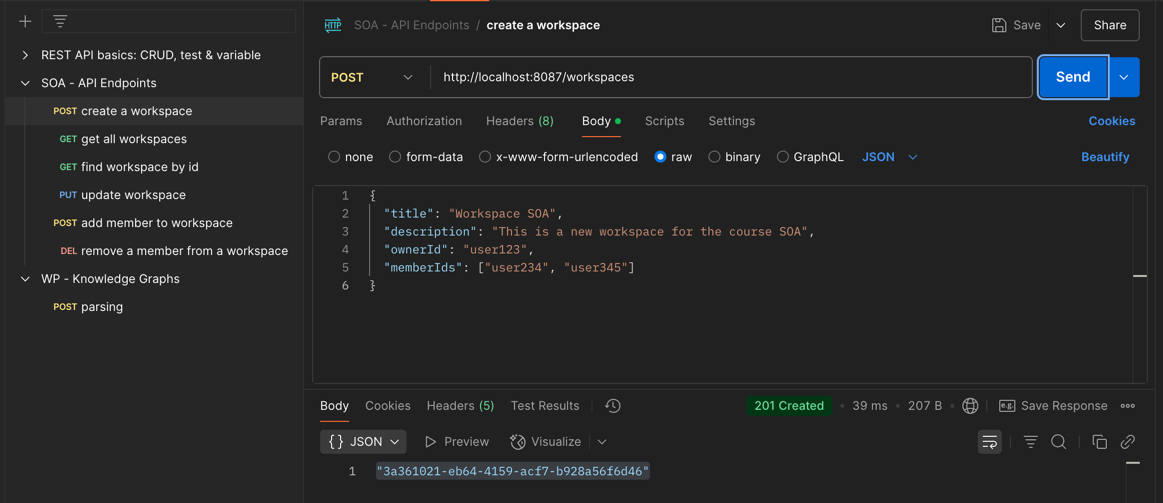 HTTP SOA - API Endpoints / create a workspace Save Share
REST API basics: CRUD, test & variable
SOA - API Endpoints
POST create a workspace
GET get all workspaces
GET find workspace by id
PUT update workspace
POST add member to workspace
DEL remove a member from a workspace
WP - Knowledge Graphs
POST parsing
POST http://localhost:8087/workspaces Send
Params Authorization Headers (8) Body Scripts Settings Cookies
none form-data x-www-form-urlencoded raw binary GraphQL JSON Beautify
1 {
2 "title": "Workspace SOA",
3 "description": "This is a new workspace for the course SOA",
4 "ownerId": "user123",
5 "memberIds": ["user234", "user345"]
6 }
Body Cookies Headers (5) Test Results 201 Created • 39 ms • 207 B • e.g. Save Response
{} JSON Preview Visualize
1 "3a361021-eb64-4159-acf7-b928a56f6d46"